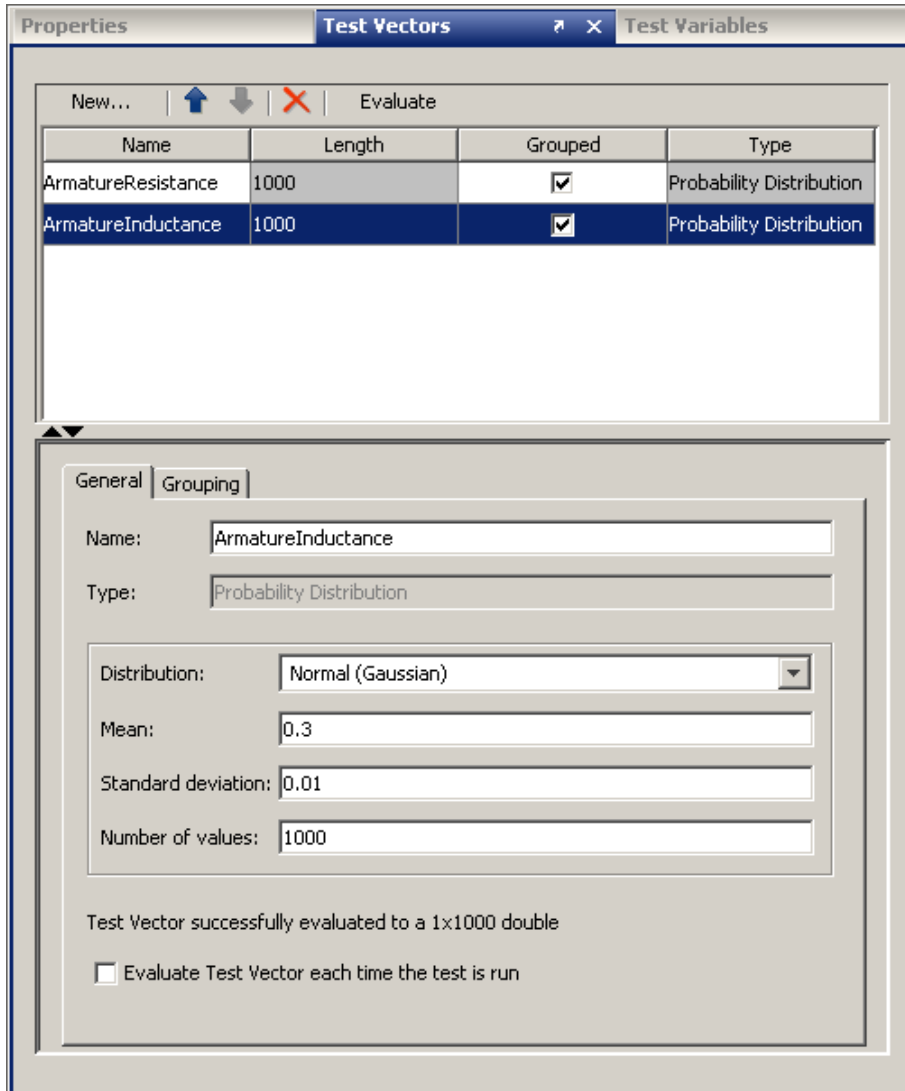 Properties Test Vectors Test Variables
New... Evaluate
Name Length Grouped Type
ArmatureResistance 1000 Probability Distribution
ArmatureInductance 1000 Probability Distribution
General Grouping
Name: ArmatureInductance
Type: Probability Distribution
Distribution: Normal (Gaussian)
Mean: 0.3
Standard deviation: 0.01
Number of values: 1000
Test Vector successfully evaluated to a 1x1000 double
Evaluate Test Vector each time the test is run